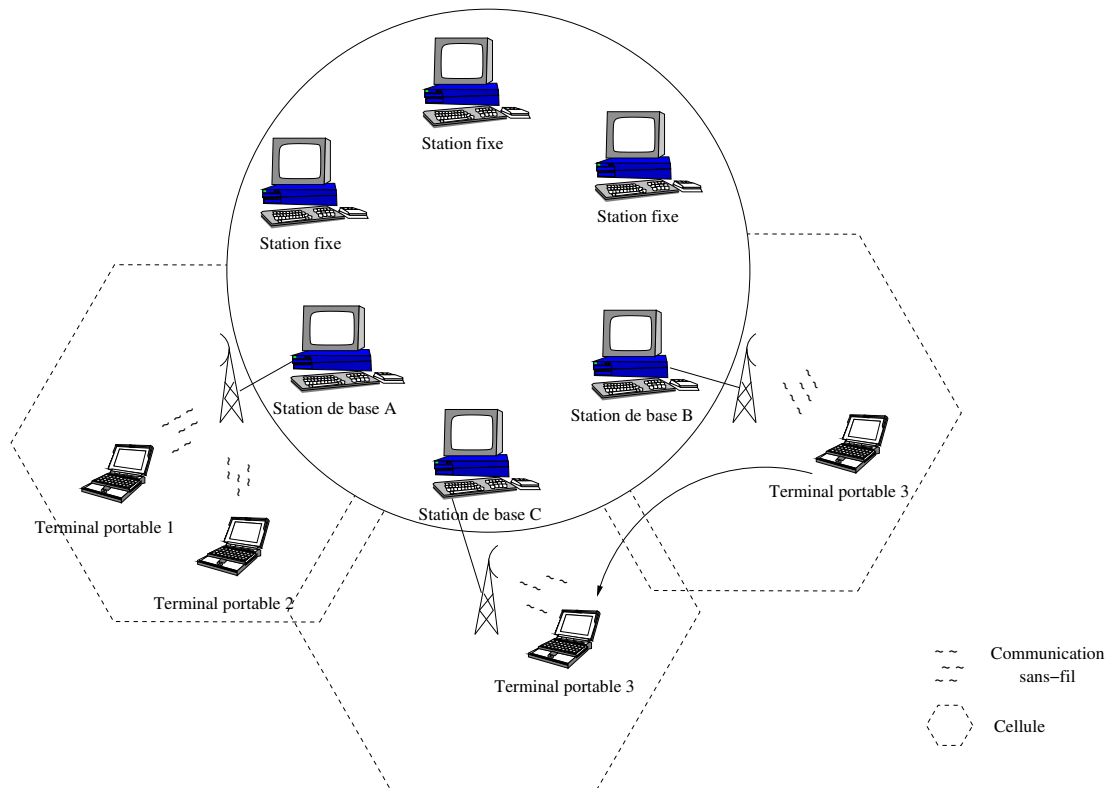 Station fixe
Station fixe
Station fixe
Station de base A
Station de base B
Terminal portable 3
Station de base C
Terminal portable 1
Terminal portable 2
Terminal portable 3
Communication
sans−fil
Cellule